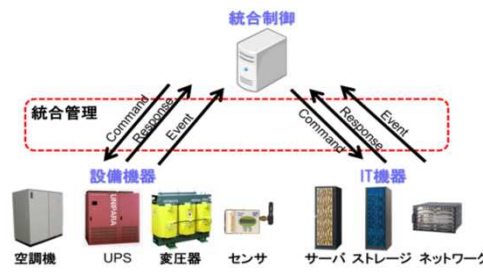 統合制御
統合管理
Command
Response
Event
Command
Response
Event
設備機器
IT機器
UNIPARA
空調機
UPS
変圧器
センサ
サーバ
ストレージ
ネットワーク